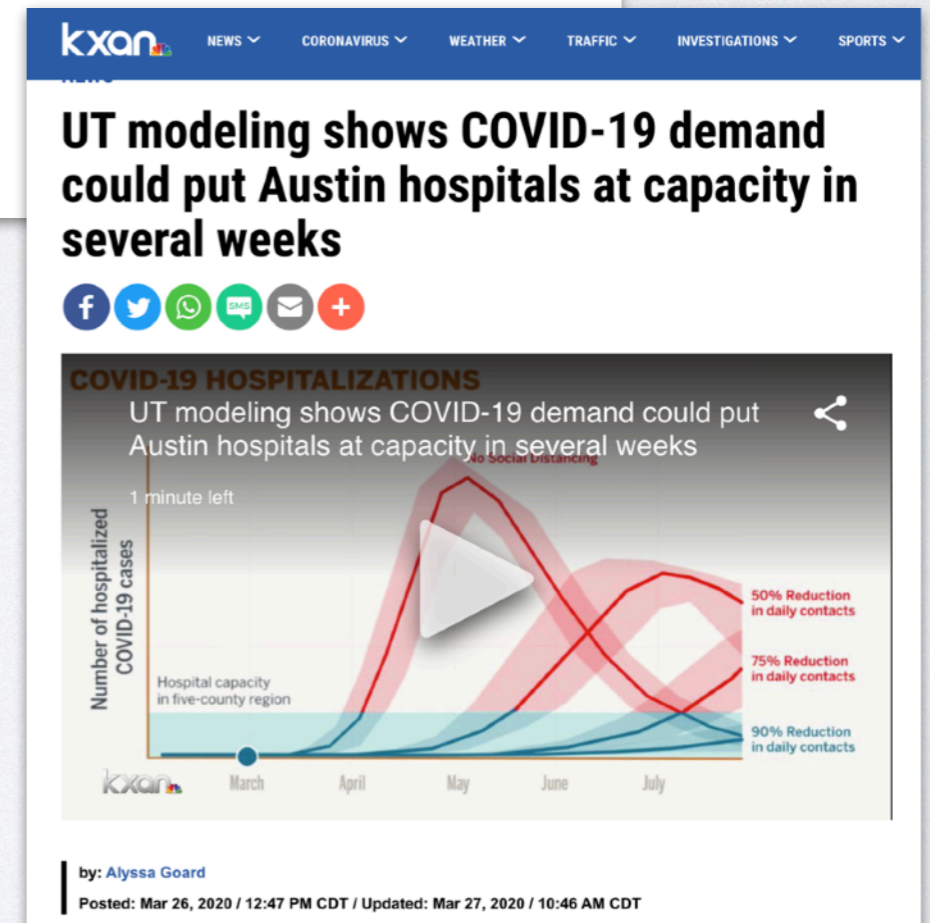 kxan
NEWS
CORONAVIRUS
WEATHER
TRAFFIC
INVESTIGATIONS
SPORTS
UT modeling shows COVID-19 demand
could put Austin hospitals at capacity in
several weeks
SMS
COVID-19 HOSPITALIZATIONS
UT modeling shows COVID-19 demand could put
Austin hospitals at capacity in several weeks
No Social Distancing
1 minute left
Number of hospitalized
COVID-19 cases
50% Reduction
in daily contacts
75% Reduction
in daily contacts
Hospital capacity
in five-county region
90% Reduction
in daily contacts
kxan
March
April
May
June
July
by: Alyssa Goard
Posted: Mar 26, 2020 / 12:47 PM CDT / Updated: Mar 27, 2020 / 10:46 AM CDT